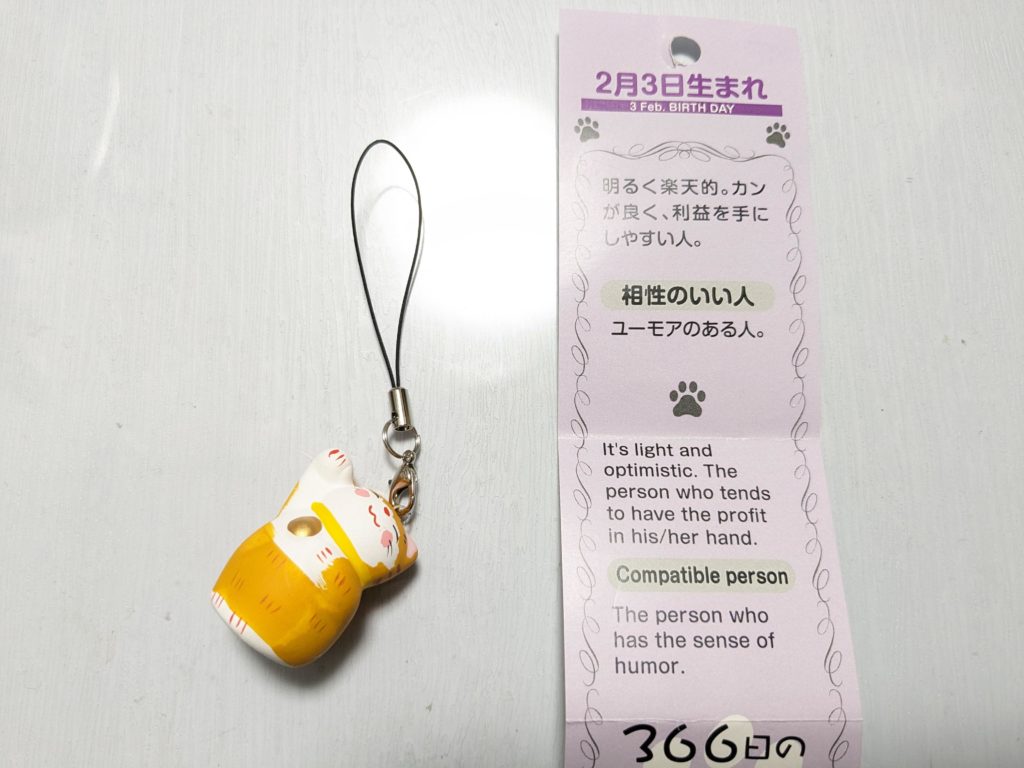 2月3日生まれ
3 Feb. BIRTH DAY
明るく楽天的。カン
が良く、利益を手に
しやすい人。
相性のいい人
ユーモアのある人。
It's light and
optimistic. The
person who tends
to have the profit
in his/her hand.
Compatible person
The person who
has the sense of
humor.
366日の